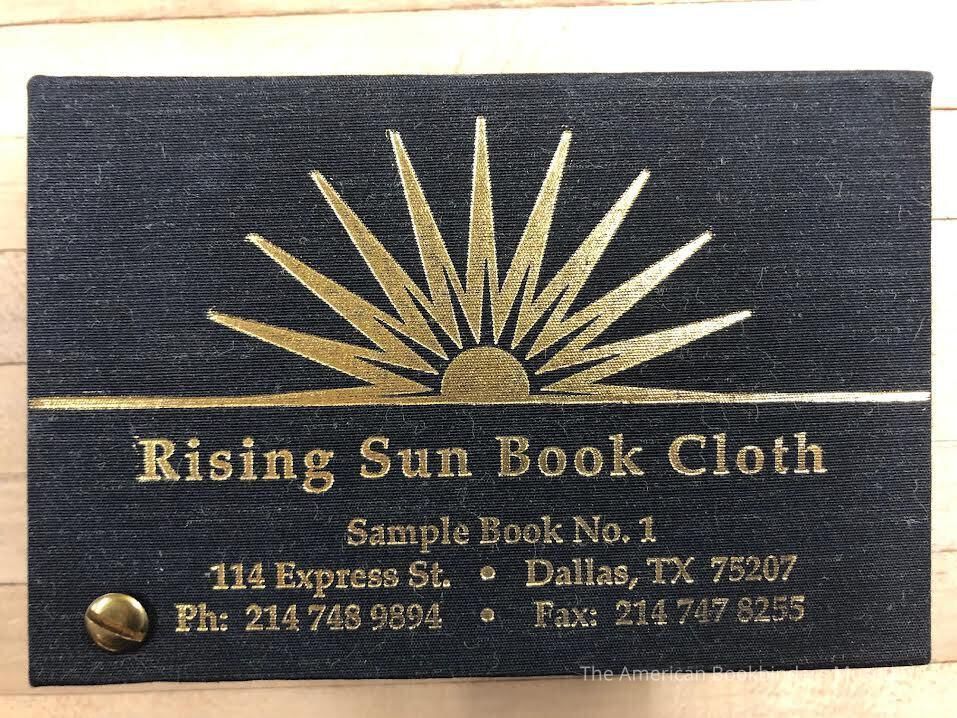 Rising Sun Book Cloth
Sample Book No. 1
114 Express St. • Dallas, TX 75207
Ph: 214 748 9894 • Fax: 214 747 8255
The American Bookbinders